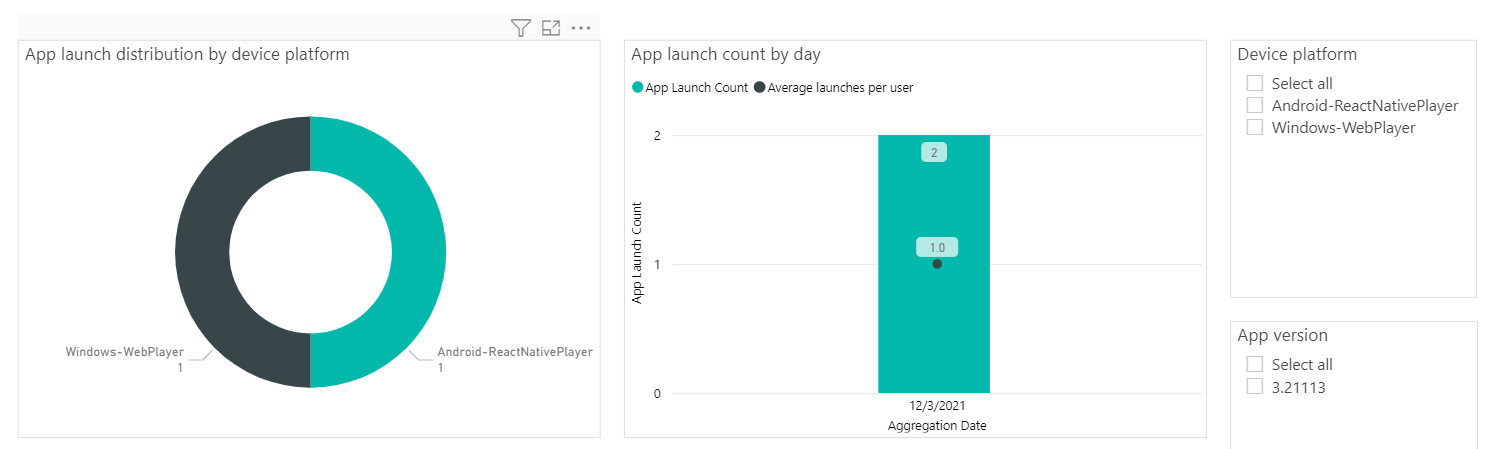 App launch distribution by device platform
Windows-WebPlayer
1
Android-ReactNativePlayer
1
App launch count by day
App Launch Count Average launches per user
App Launch Count
2
1
0
2
1.0
12/3/2021
Aggregation Date
Device platform
Select all
Android-ReactNativePlayer
Windows-WebPlayer
App version
Select all
3.21113